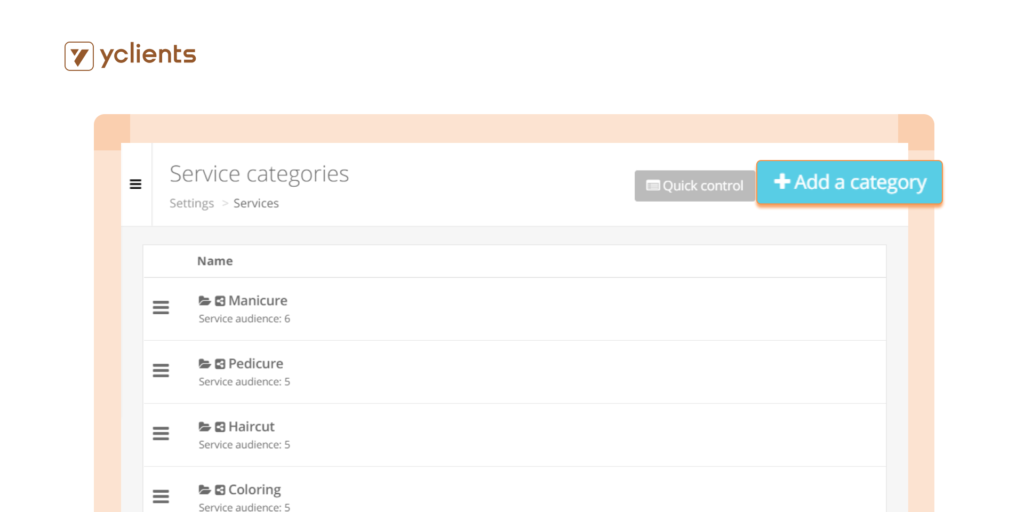 yclients
Service categories
Settings > Services
Quick control
Add a category
Name
Manicure
Service audience: 6
Pedicure
Service audience: 5
Haircut
Service audience: 5
Coloring
Service audience: 5